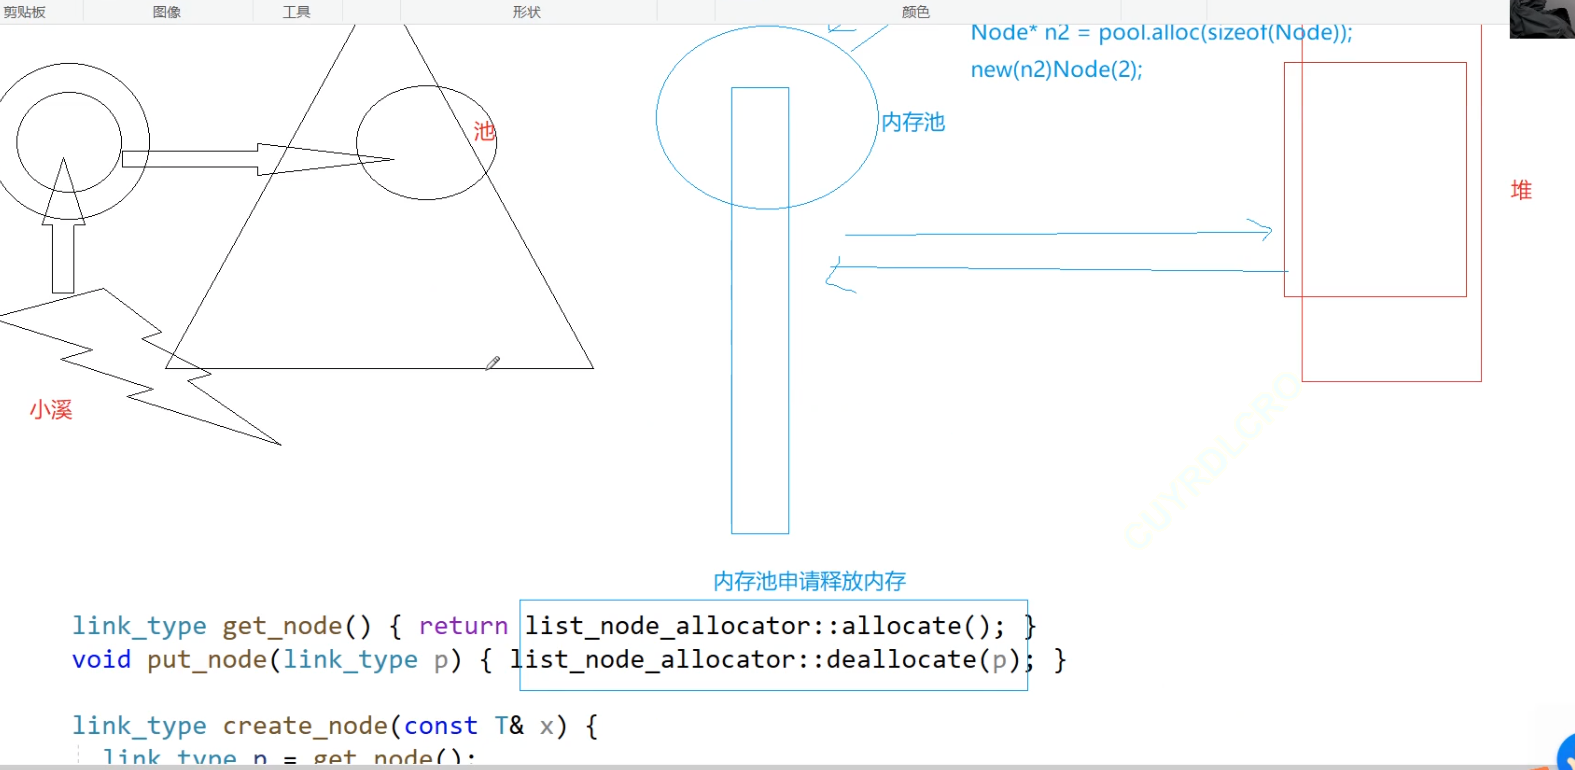 剪贴板 图像 工具 形状 颜色
Node* n2 = pool.alloc(sizeof(Node));
new(n2)Node(2);
内存池
池
堆
小溪
CUYRDLCRO
内存池申请释放内存
link_type get_node() { return list_node_allocator::allocate(); }
void put_node(link_type p) { list_node_allocator::deallocate(p); }
link_type create_node(const T& x) {
link_type p = get_node();